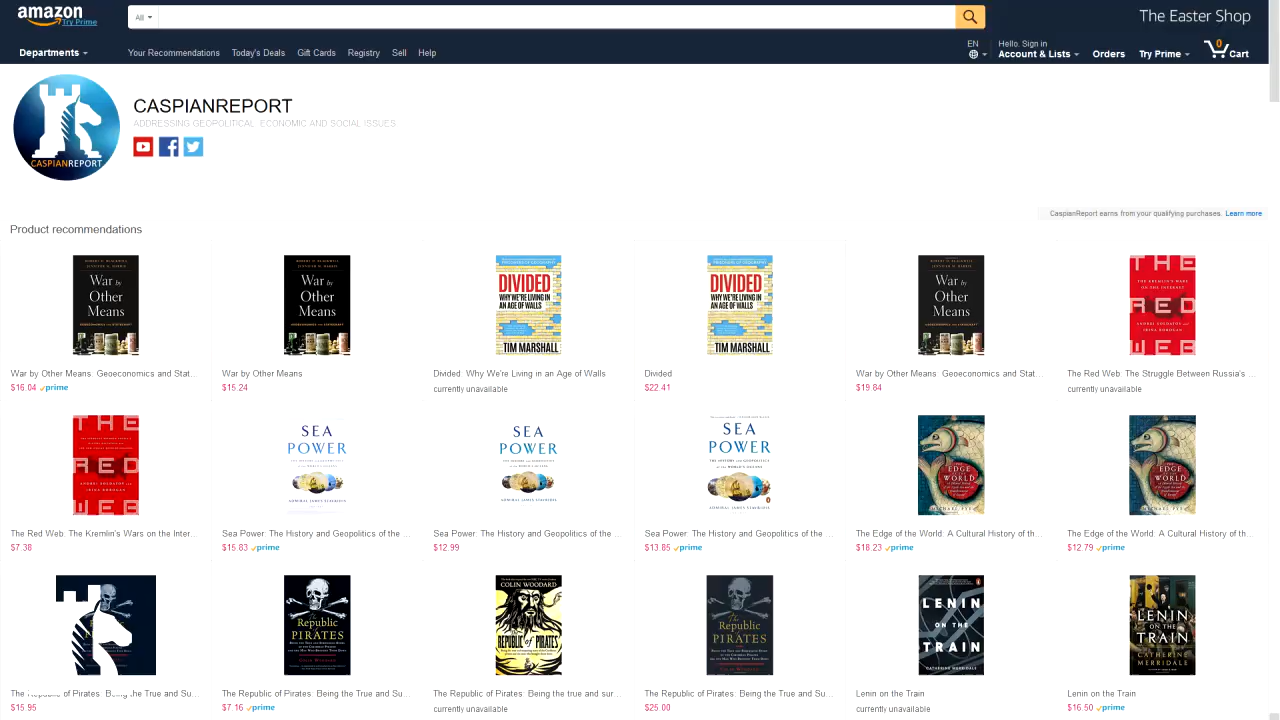 amazon
Try Prime
All
The Easter Shop
Departments
Your Recommendations
Today's Deals
Gift Cards
Registry
Sell
Help
EN
Hello. Sign in
Account & Lists
Orders
Try Prime
0
Cart
CASPIANREPORT
CASPIANREPORT
ADDRESSING GEOPOLITICAL, ECONOMIC AND SOCIAL ISSUES
CaspianReport earns from your qualifying purchases. Learn more
Product recommendations
War by
Other
Means
War by
Other
Means
DIVIDED
WHY WE'RE LIVING
IN AN AGE OF WALLS
TIM MARSHALL
DIVIDED
WHY WE'RE LIVING
IN AN AGE OF WALLS
TIM MARSHALL
War by
Other
Means
THE
RED
WEB
War by Other Means: Geoeconomics and Stat...
$16.04 prime
War by Other Means
$15.24
Divided: Why We're Living in an Age of Walls
currently unavailable
Divided
$22.41
War by Other Means: Geoeconomics and Stat...
$19.84
The Red Web: The Struggle Between Russia's ...
currently unavailable
THE
RED
WEB
SEA
POWER
SEA
POWER
SEA
POWER
EDGE
WORLD
EDGE
WORLD
The Red Web: The Kremlin's Wars on the Inter...
$7.38
Sea Power: The History and Geopolitics of the ...
$15.83 prime
Sea Power: The History and Geopolitics of the ...
$12.99
Sea Power: The History and Geopolitics of the ...
$13.85 prime
The Edge of the World: A Cultural History of th...
$18.23 prime
The Edge of the World: A Cultural History of th...
$12.79 prime
The
Republic
of
PIRATES
COLIN WOODARD
REPUBLIC of PIRATES
The
Republic
of
PIRATES
LENIN
ON THE
TRAIN
CATHERINE MERRIDALE
LENIN
ON THE
TRAIN
CATHERINE
MERRIDALE
The Republic of Pirates: Being the True and Su...
$15.95
The Republic of Pirates: Being the True and Su...
$7.16 prime
The Republic of Pirates: Being the true and sur...
currently unavailable
The Republic of Pirates: Being the True and Su...
$25.00
Lenin on the Train
currently unavailable
Lenin on the Train
$16.50 prime